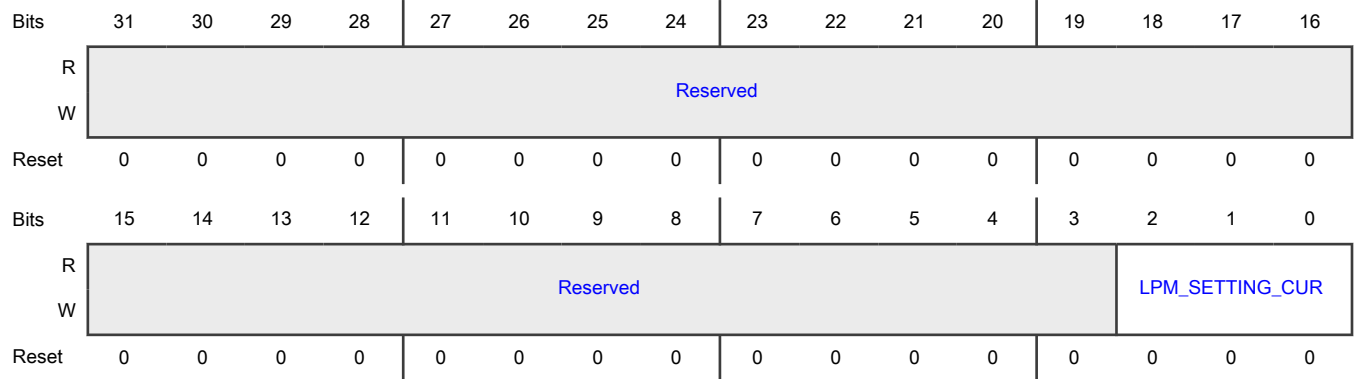 Bits 31 30 29 28 27 26 25 24 23 22 21 20 19 18 17 16
R
Reserved
W
Reset 0 0 0 0 0 0 0 0 0 0 0 0 0 0 0 0
Bits 15 14 13 12 11 10 9 8 7 6 5 4 3 2 1 0
R
Reserved LPM_SETTING_CUR
W
Reset 0 0 0 0 0 0 0 0 0 0 0 0 0 0 0 0